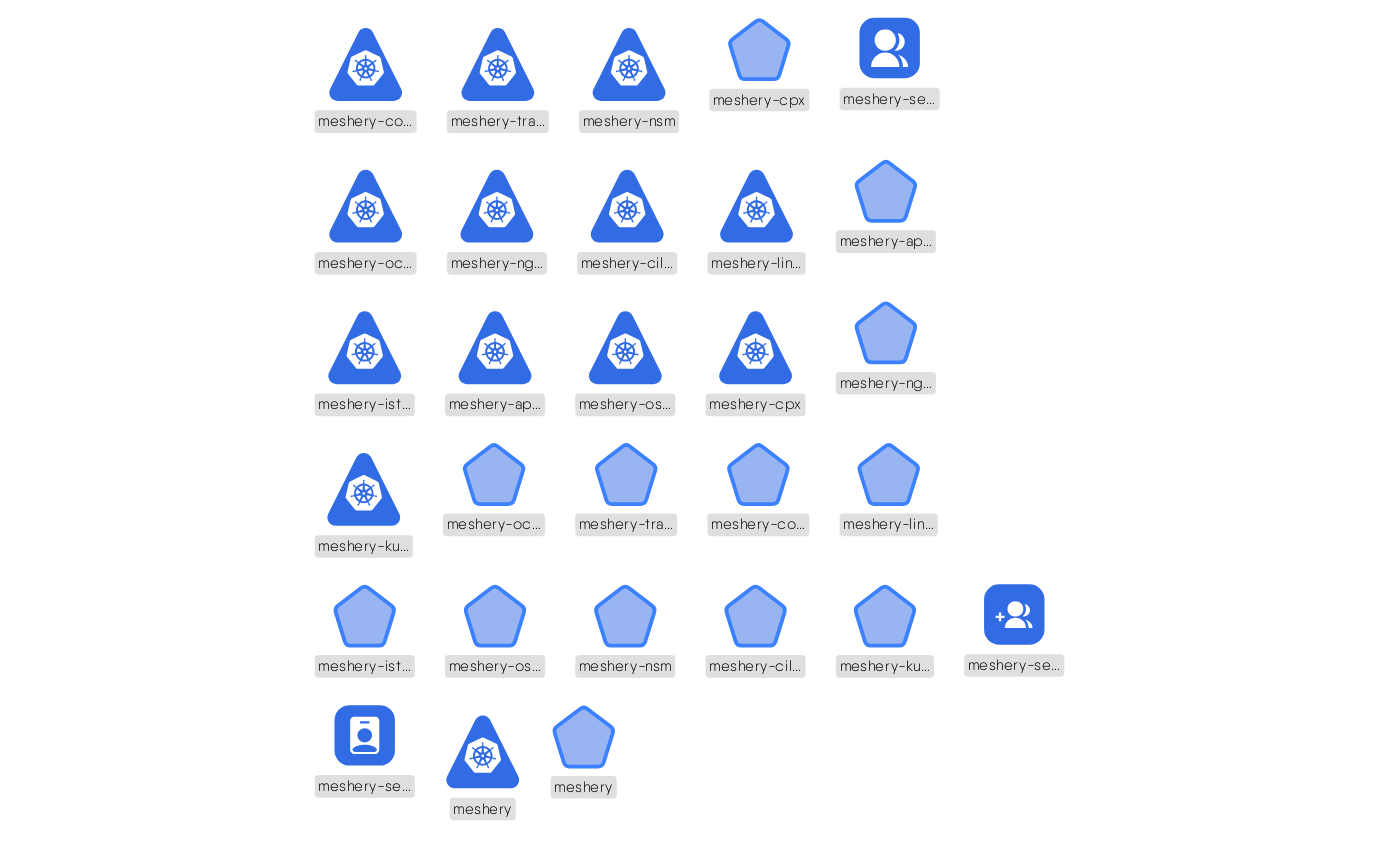 meshery-co...
meshery-tra...
meshery-nsm
meshery-cpx
meshery-se...
meshery-oc...
meshery-ng...
meshery-cil...
meshery-lin...
meshery-ap...
meshery-ist...
meshery-ap...
meshery-os...
meshery-cpx
meshery-ng...
meshery-ku...
meshery-oc...
meshery-tra...
meshery-co...
meshery-lin...
meshery-ist...
meshery-os...
meshery-nsm
meshery-cil...
meshery-ku...
meshery-se...
meshery-se...
meshery
meshery